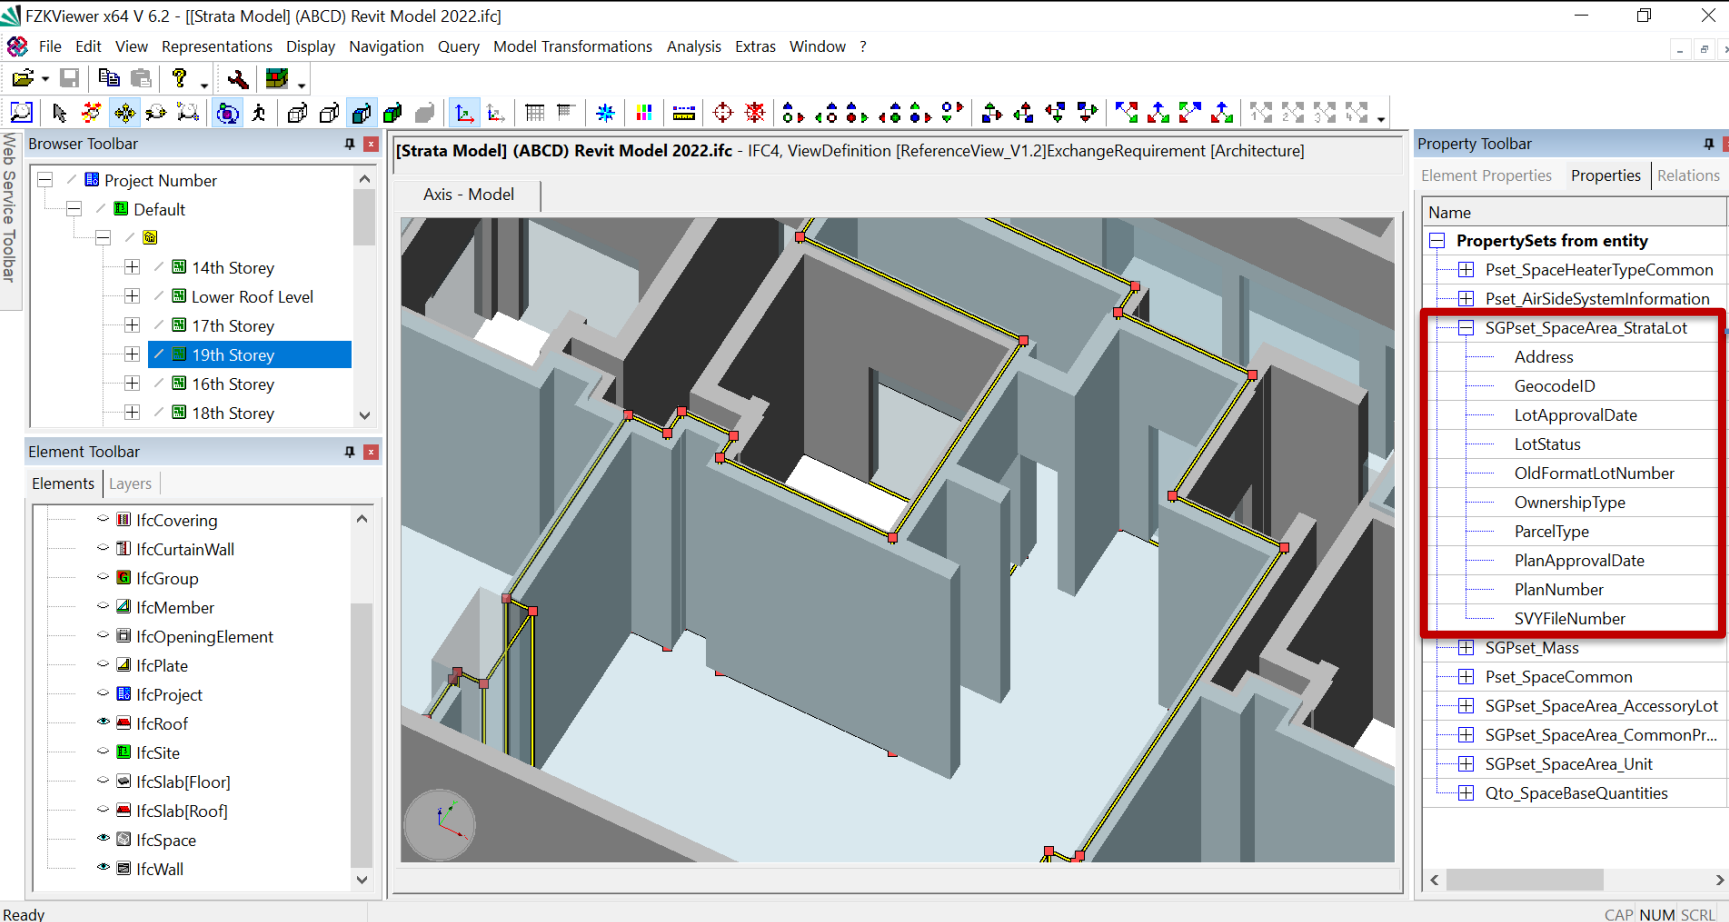 FZKViewer x64 V 6.2 - [[Strata Model] (ABCD) Revit Model 2022.ifc]
File Edit View Representations Display Navigation Query Model Transformations Analysis Extras Window ?
Web Service Toolbar
Browser Toolbar
Project Number
Default
14th Storey
Lower Roof Level
17th Storey
19th Storey
16th Storey
18th Storey
Element Toolbar
Elements Layers
IfcCovering
IfcCurtainWall
IfcGroup
IfcMember
IfcOpeningElement
IfcPlate
IfcProject
IfcRoof
IfcSite
IfcSlab[Floor]
IfcSlab[Roof]
IfcSpace
IfcWall
[Strata Model] (ABCD) Revit Model 2022.ifc - IFC4, ViewDefinition [ReferenceView_V1.2]ExchangeRequirement [Architecture]
Axis - Model
Property Toolbar
Element Properties Properties Relations
Name
PropertySets from entity
Pset_SpaceHeaterTypeCommon
Pset_AirSideSystemInformation
SGPset_SpaceArea_StrataLot
Address
GeocodeID
LotApprovalDate
LotStatus
OldFormatLotNumber
OwnershipType
ParcelType
PlanApprovalDate
PlanNumber
SVYFileNumber
SGPset_Mass
Pset_SpaceCommon
SGPset_SpaceArea_AccessoryLot
SGPset_SpaceArea_CommonPr...
SGPset_SpaceArea_Unit
Qto_SpaceBaseQuantities
Ready
CAP NUM SCRL